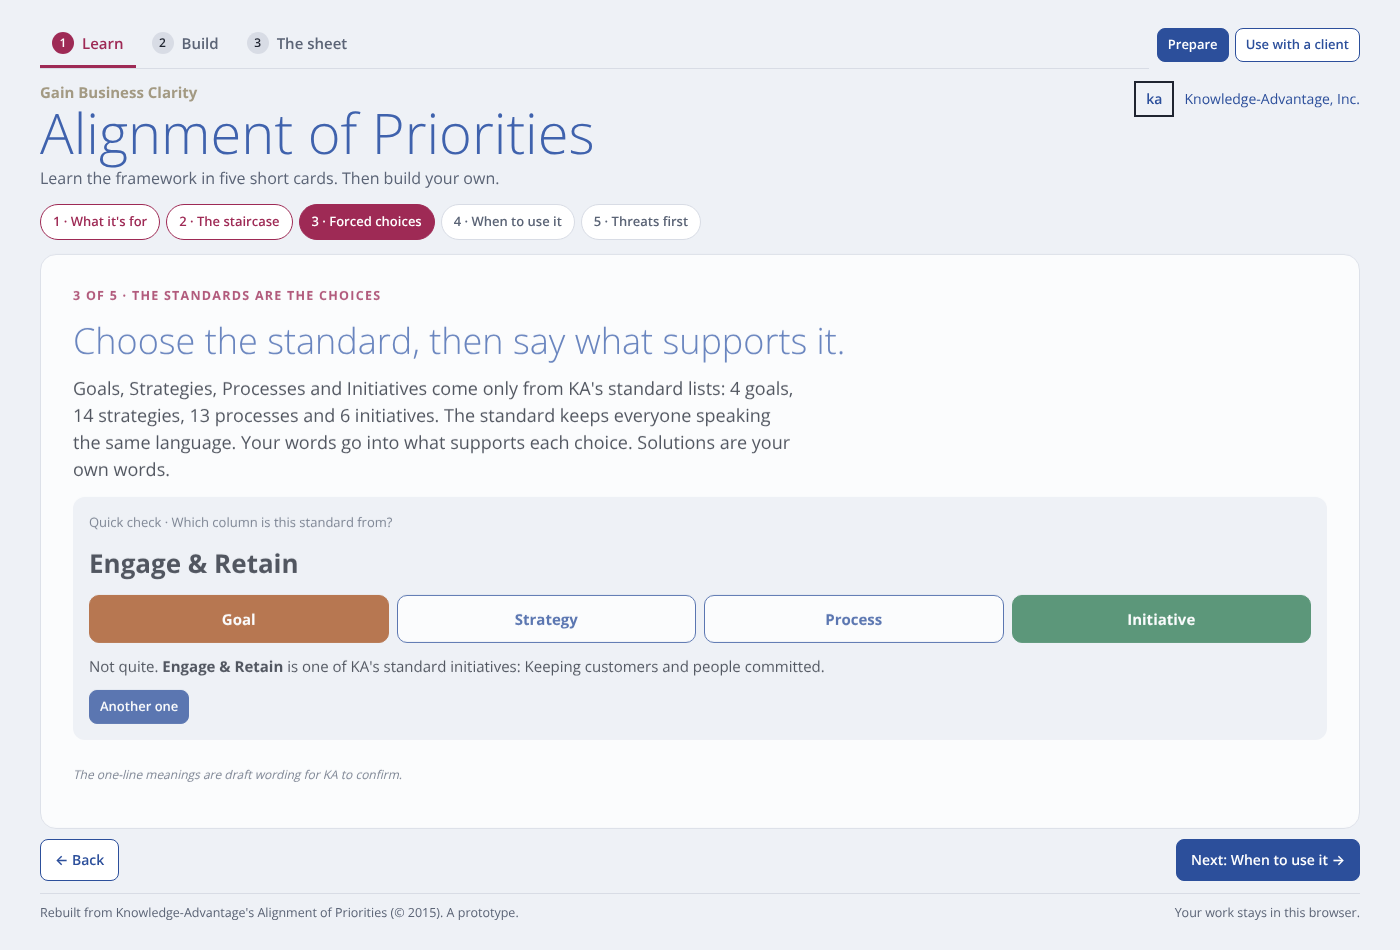 1 Learn
2 Build
3 The sheet
Prepare
Use with a client
Gain Business Clarity
ka
Knowledge-Advantage, Inc.
Alignment of Priorities
Learn the framework in five short cards. Then build your own.
1 · What it's for
2 · The staircase
3 · Forced choices
4 · When to use it
5 · Threats first
3 OF 5 · THE STANDARDS ARE THE CHOICES
Choose the standard, then say what supports it.
Goals, Strategies, Processes and Initiatives come only from KA's standard lists: 4 goals,
14 strategies, 13 processes and 6 initiatives. The standard keeps everyone speaking
the same language. Your words go into what supports each choice. Solutions are your
own words.
Quick check · Which column is this standard from?
Engage & Retain
Goal
Strategy
Process
Initiative
Not quite. Engage & Retain is one of KA's standard initiatives: Keeping customers and people committed.
Another one
The one-line meanings are draft wording for KA to confirm.
← Back
Next: When to use it →
Rebuilt from Knowledge-Advantage's Alignment of Priorities (© 2015). A prototype.
Your work stays in this browser.